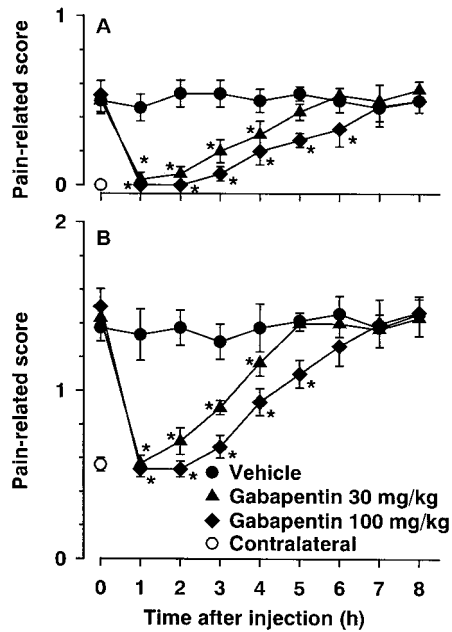 A
1
0
Pain-related score
*
*
*
*
*
*
*
*
*
*
B
2
1
0
Pain-related score
*
*
*
*
*
*
*
*
*
Vehicle
Gabapentin 30 mg/kg
Gabapentin 100 mg/kg
Contralateral
0 1 2 3 4 5 6 7 8
Time after injection (h)